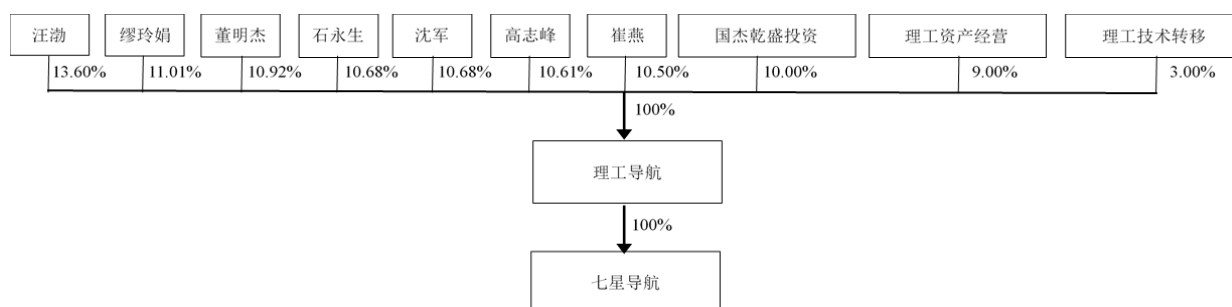 汪渤
缪玲娟
董明杰
石永生
沈军
高志峰
崔燕
国杰乾盛投资
理工资产经营
理工技术转移
13.60%
11.01%
10.92%
10.68%
10.68%
10.61%
10.50%
10.00%
9.00%
3.00%
100%
理工导航
100%
七星导航